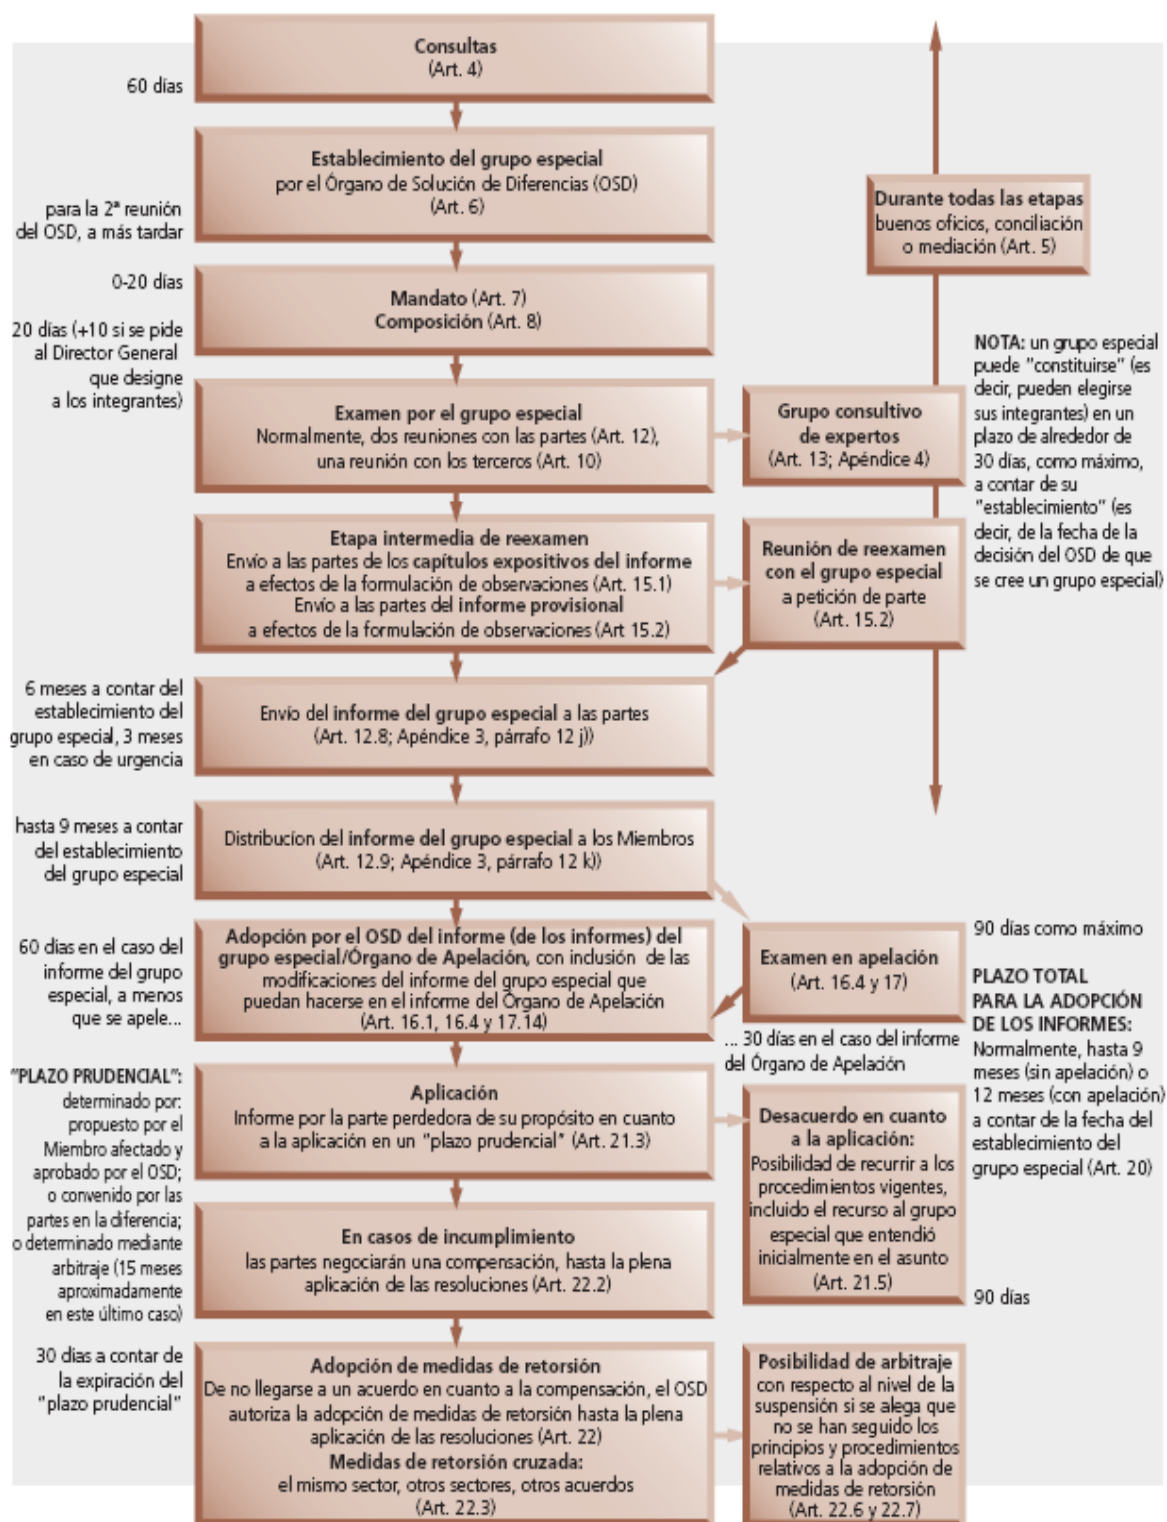 Consultas
(Art. 4)
60 días
Establecimiento del grupo especial
por el Órgano de Solución de Diferencias (OSD)
(Art. 6)
para la 2ª reunión
del OSD, a más tardar
Durante todas las etapas
buenos oficios, conciliación
o mediación (Art. 5)
0-20 días
Mandato (Art. 7)
Composición (Art. 8)
20 días (+10 si se pide
al Director General
que designe
a los integrantes)
NOTA: un grupo especial
puede "constituirse" (es
decir, pueden elegirse
sus integrantes) en un
plazo de alrededor de
30 días, como máximo,
a contar de su
"establecimiento" (es
decir, de la fecha de la
decisión del OSD de que
se cree un grupo especial)
Examen por el grupo especial
Normalmente, dos reuniones con las partes (Art. 12),
una reunión con los terceros (Art. 10)
Grupo consultivo
de expertos
(Art. 13; Apéndice 4)
Etapa intermedia de reexamen
Envío a las partes de los capítulos expositivos del informe
a efectos de la formulación de observaciones (Art. 15.1)
Envío a las partes del informe provisional
a efectos de la formulación de observaciones (Art 15.2)
Reunión de reexamen
con el grupo especial
a petición de parte
(Art. 15.2)
6 meses a contar del
establecimiento del
grupo especial, 3 meses
en caso de urgencia
Envío del informe del grupo especial a las partes
(Art. 12.8; Apéndice 3, párrafo 12 j))
hasta 9 meses a contar
del establecimiento
del grupo especial
Distribucíon del informe del grupo especial a los Miembros
(Art. 12.9; Apéndice 3, párrafo 12 k))
60 días en el caso del
informe del grupo
especial, a menos
que se apele...
Adopción por el OSD del informe (de los informes) del
grupo especial/Órgano de Apelación, con inclusión de las
modificaciones del informe del grupo especial que
puedan hacerse en el informe del Órgano de Apelación
(Art. 16.1, 16.4 y 17.14)
Examen en apelación
(Art. 16.4 y 17)
90 días como máximo
... 30 días en el caso del informe
del Órgano de Apelación
PLAZO TOTAL
PARA LA ADOPCIÓN
DE LOS INFORMES:
Normalmente, hasta 9
meses (sin apelación) o
12 meses (con apelación)
a contar de la fecha del
establecimiento del
grupo especial (Art. 20)
"PLAZO PRUDENCIAL":
determinado por:
propuesto por el
Miembro afectado y
aprobado por el OSD;
o convenido por las
partes en la diferencia;
o determinado mediante
arbitraje (15 meses
aproximadamente
en este último caso)
Aplicación
Informe por la parte perdedora de su propósito en cuanto
a la aplicación en un "plazo prudencial" (Art. 21.3)
Desacuerdo en cuanto
a la aplicación:
Posibilidad de recurrir a los
procedimientos vigentes,
incluido el recurso al grupo
especial que entendió
inicialmente en el asunto
(Art. 21.5)
90 días
En casos de incumplimiento
las partes negociarán una compensación, hasta la plena
aplicación de las resoluciones (Art. 22.2)
30 días a contar de
la expiración del
"plazo prudencial"
Adopción de medidas de retorsión
De no llegarse a un acuerdo en cuanto a la compensación, el OSD
autoriza la adopción de medidas de retorsión hasta la plena
aplicación de las resoluciones (Art. 22)
Medidas de retorsión cruzada:
el mismo sector, otros sectores, otros acuerdos
(Art. 22.3)
Posibilidad de arbitraje
con respecto al nivel de la
suspensión si se alega que
no se han seguido los
principios y procedimientos
relativos a la adopción de
medidas de retorsión
(Art. 22.6 y 22.7)